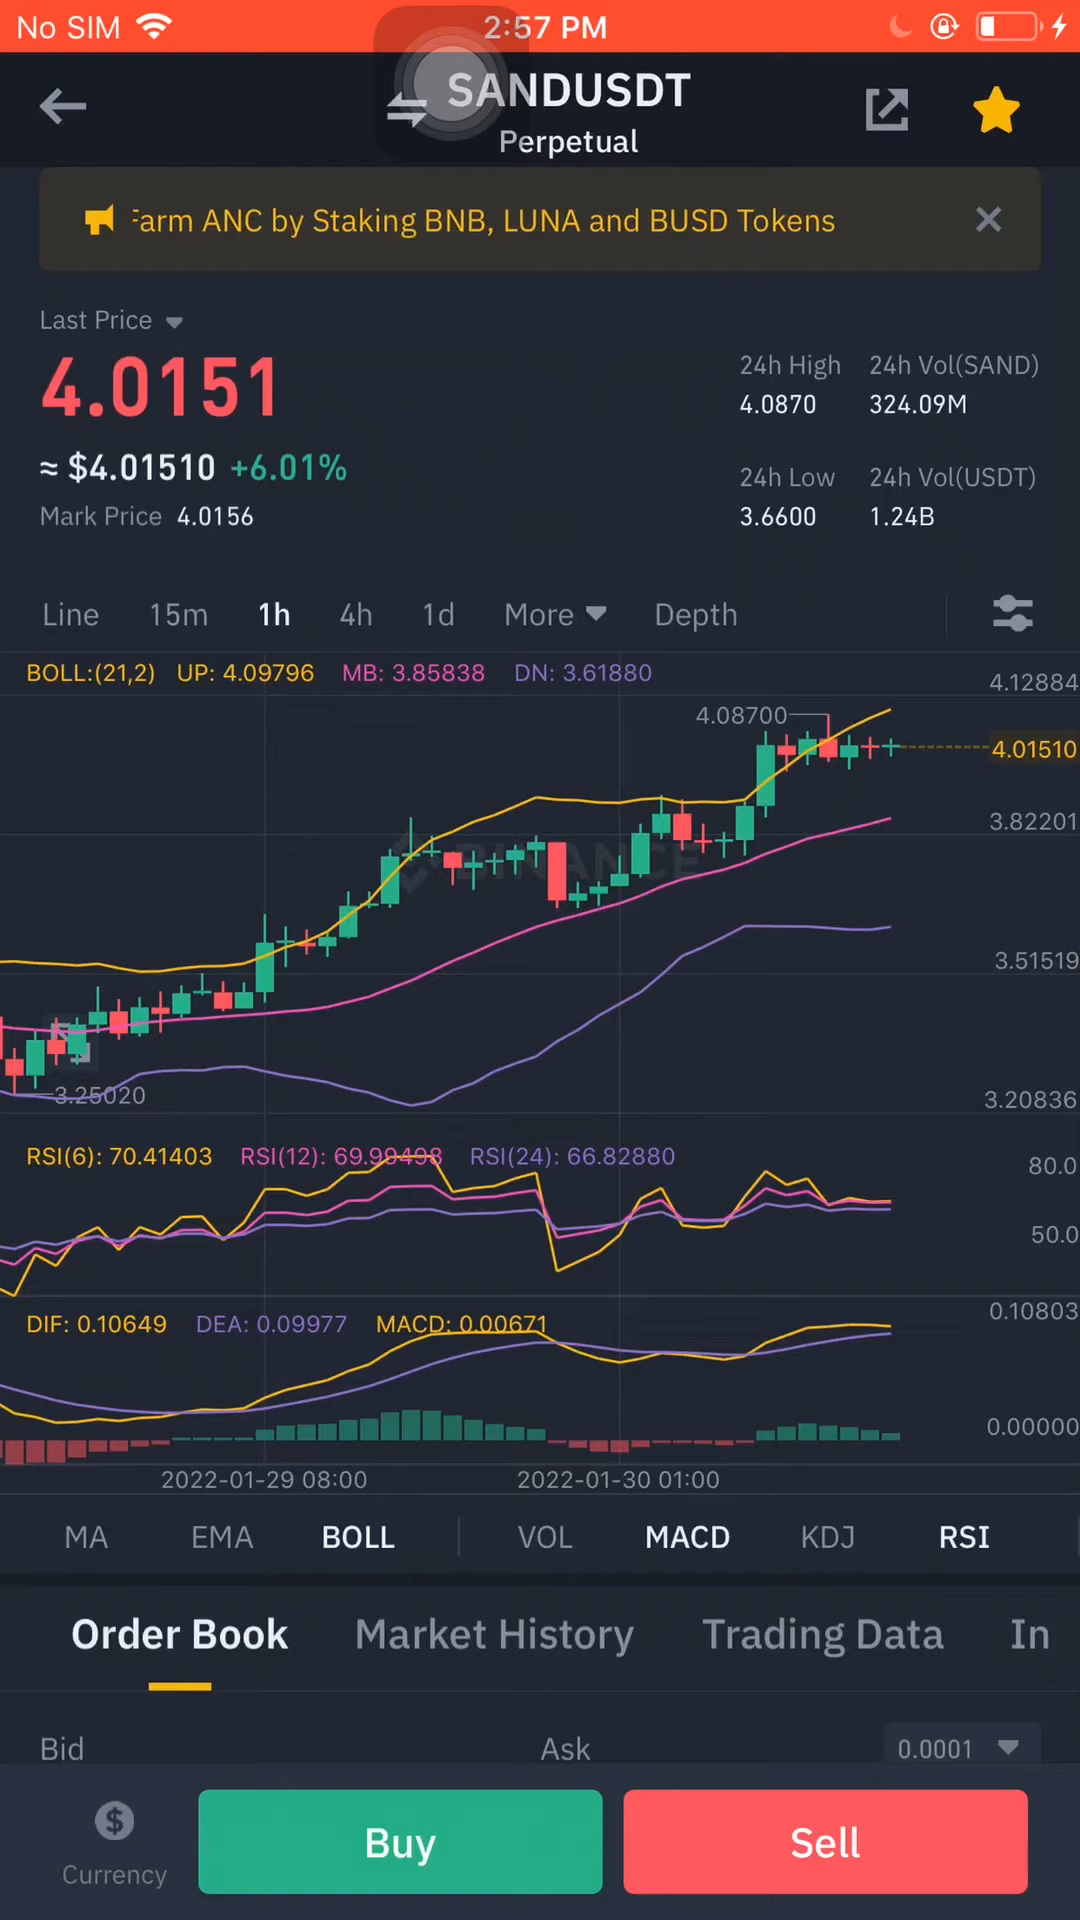 No SIM 2:57 PM
SANDUSDT
Perpetual
Farm ANC by Staking BNB, LUNA and BUSD Tokens
Last Price
4.0151
≈ $4.01510 +6.01%
Mark Price 4.0156
24h High 24h Vol(SAND)
4.0870 324.09M
24h Low 24h Vol(USDT)
3.6600 1.24B
Line 15m 1h 4h 1d More Depth
BOLL:(21,2) UP: 4.09796 MB: 3.85838 DN: 3.61880
4.12884
4.08700
4.01510
3.82201
BINANCE
3.51519
3.25020
3.20836
RSI(6): 70.41403 RSI(12): 69.99498 RSI(24): 66.82880
80.0
50.0
DIF: 0.10649 DEA: 0.09977 MACD: 0.00671
0.10803
0.00000
2022-01-29 08:00 2022-01-30 01:00
MA EMA BOLL VOL MACD KDJ RSI
Order Book Market History Trading Data In
Bid Ask 0.0001
Currency Buy Sell